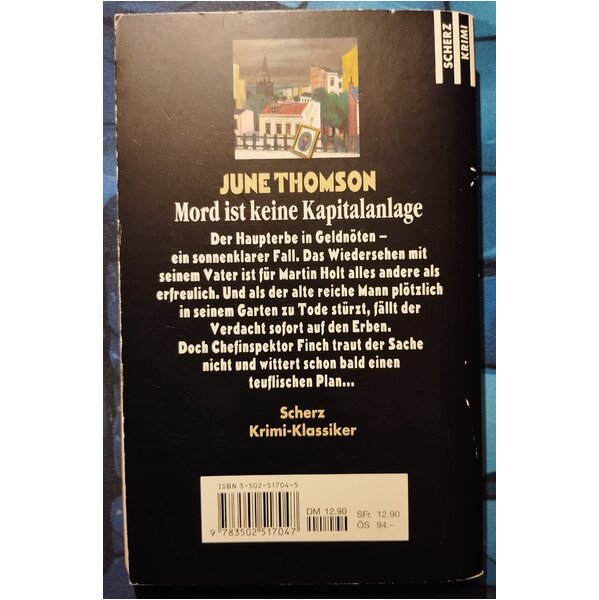 SCHERZ
KRIMI
JUNE THOMSON
Mord ist keine Kapitalanlage
Der Haupterbe in Geldnöten –
ein sonnenklarer Fall. Das Wiedersehen mit
seinem Vater ist für Martin Holt alles andere als
erfreulich. Und als der alte reiche Mann plötzlich
in seinem Garten zu Tode stürzt, fällt der
Verdacht sofort auf den Erben.
Doch Chefinspektor Finch traut der Sache
nicht und wittert schon bald einen
teuflischen Plan...
Scherz
Krimi-Klassiker
ISBN 3-502-51704-5
DM 12.90
SFr. 12.90
ÖS 94.–
9 783502 517047